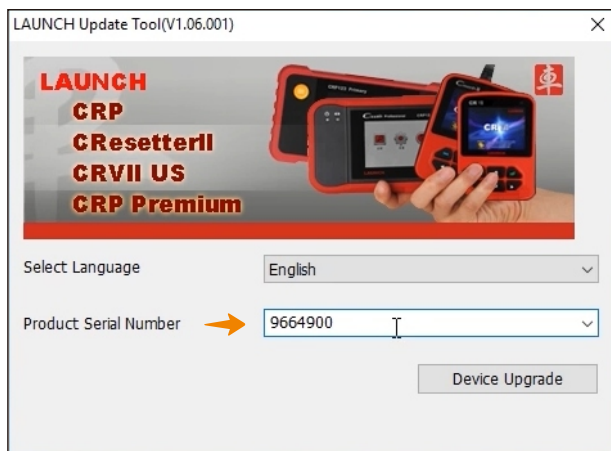 LAUNCH Update Tool(V1.06.001)
LAUNCH
CRP
CResetterII
CRVII US
CRP Premium
Select Language
English
Product Serial Number
9664900
Device Upgrade